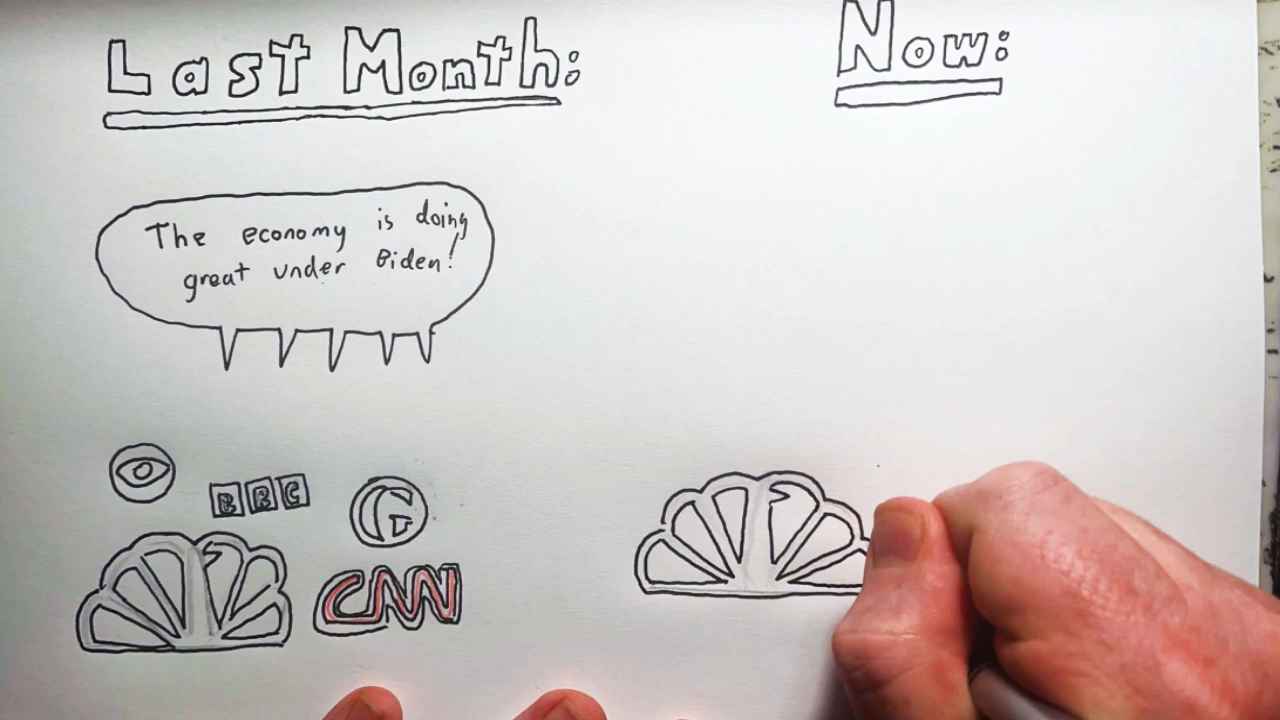 Last Month:
Now:
The economy is doing
great under Biden!
BBC
G
CNN